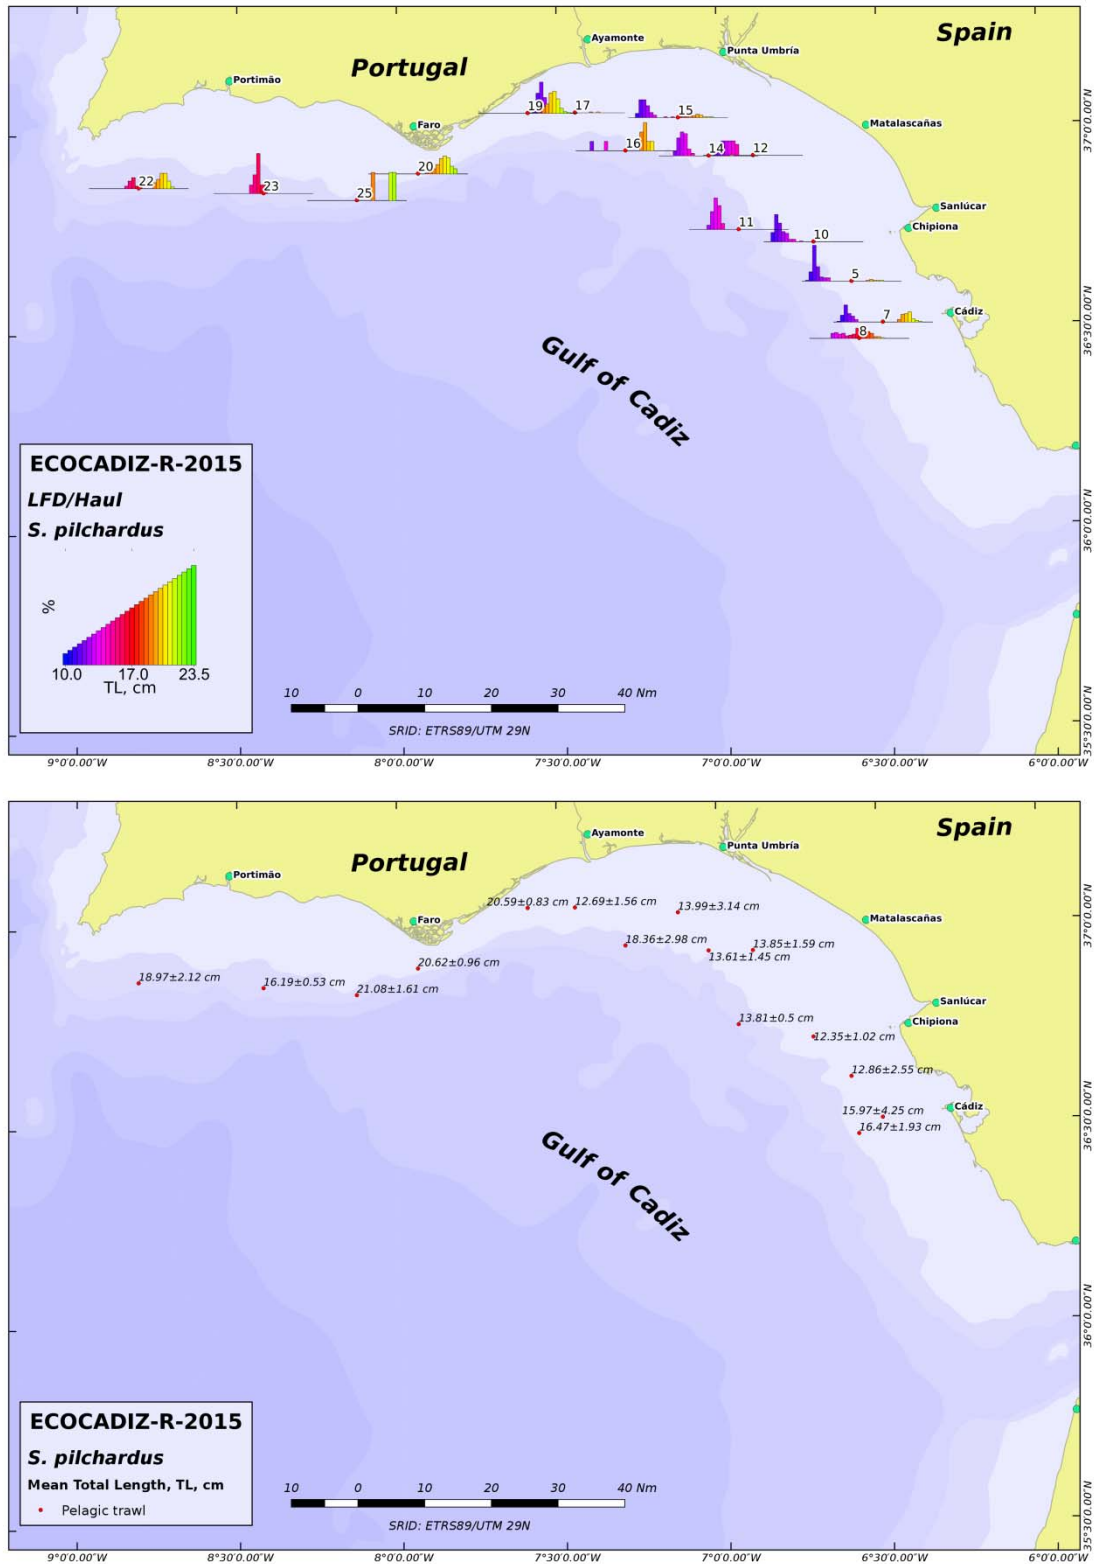 Spain
Ayamonte
Punta Umbría
Portugal
Portimão
19
17
15
Matalascañas
Faro
16
14
12
20
22
23
25
Sanlúcar
11
Chipiona
10
5
Cádiz
7
8
Gulf of Cadiz
37°0'0.00"N
36°30'0.00"N
36°0'0.00"N
35°30'0.00"N
ECOCADIZ-R-2015
LFD/Haul
S. pilchardus
%
10.0 17.0 23.5
TL, cm
10 0 10 20 30 40 Nm
SRID: ETRS89/UTM 29N
9°0'0.00"W 8°30'0.00"W 8°0'0.00"W 7°30'0.00"W 7°0'0.00"W 6°30'0.00"W 6°0'0.00"W
Spain
Ayamonte
Punta Umbría
Portugal
Portimão
20.59±0.83 cm
12.69±1.56 cm
13.99±3.14 cm
Matalascañas
Faro
18.36±2.98 cm
13.85±1.59 cm
13.61±1.45 cm
20.62±0.96 cm
18.97±2.12 cm
16.19±0.53 cm
21.08±1.61 cm
Sanlúcar
13.81±0.5 cm
Chipiona
12.35±1.02 cm
12.86±2.55 cm
Cádiz
15.97±4.25 cm
16.47±1.93 cm
Gulf of Cadiz
37°0'0.00"N
36°30'0.00"N
36°0'0.00"N
35°30'0.00"N
ECOCADIZ-R-2015
S. pilchardus
Mean Total Length, TL, cm
Pelagic trawl
10 0 10 20 30 40 Nm
SRID: ETRS89/UTM 29N
9°0'0.00"W 8°30'0.00"W 8°0'0.00"W 7°30'0.00"W 7°0'0.00"W 6°30'0.00"W 6°0'0.00"W